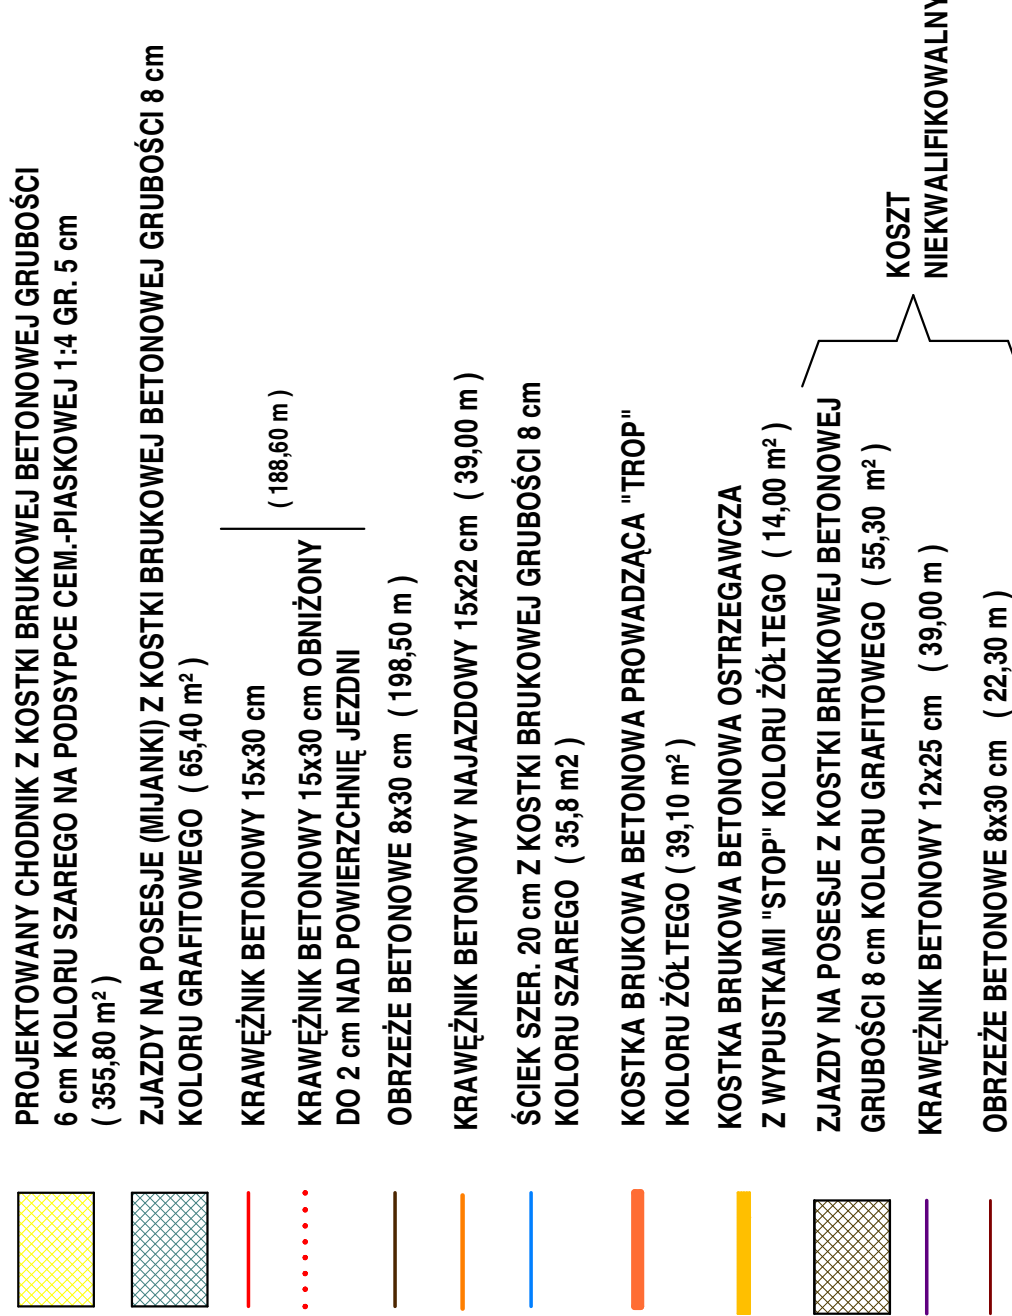 PROJEKTOWANY CHODNIK Z KOSTKI BRUKOWEJ BETONOWEJ GRUBOŚCI
6 cm KOLORU SZAREGO NA PODSYPCE CEM.-PIASKOWEJ 1:4 GR. 5 cm
( 355,80 m² )
ZJAZDY NA POSESJE (MIJANKI) Z KOSTKI BRUKOWEJ BETONOWEJ GRUBOŚCI 8 cm
KOLORU GRAFITOWEGO ( 65,40 m² )
KRAWĘŻNIK BETONOWY 15x30 cm
KRAWĘŻNIK BETONOWY 15x30 cm OBNIŻONY
DO 2 cm NAD POWIERZCHNIĘ JEZDNI
( 188,60 m )
OBRZEŻE BETONOWE 8x30 cm ( 198,50 m )
KRAWĘŻNIK BETONOWY NAJAZDOWY 15x22 cm ( 39,00 m )
ŚCIEK SZER. 20 cm Z KOSTKI BRUKOWEJ GRUBOŚCI 8 cm
KOLORU SZAREGO ( 35,8 m2 )
KOSTKA BRUKOWA BETONOWA PROWADZĄCA "TROP"
KOLORU ŻÓŁTEGO ( 39,10 m² )
KOSTKA BRUKOWA BETONOWA OSTRZEGAWCZA
Z WYPUSTKAMI "STOP" KOLORU ŻÓŁTEGO ( 14,00 m² )
ZJAZDY NA POSESJE Z KOSTKI BRUKOWEJ BETONOWEJ
GRUBOŚCI 8 cm KOLORU GRAFITOWEGO ( 55,30 m² )
KRAWĘŻNIK BETONOWY 12x25 cm ( 39,00 m )
OBRZEŻE BETONOWE 8x30 cm ( 22,30 m )
KOSZT
NIEKWALIFIKOWALNY